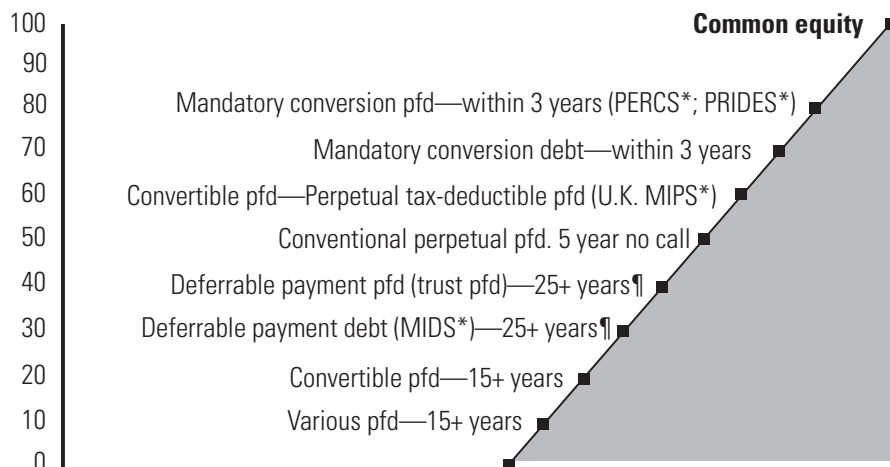 100
Common equity
90
80
Mandatory conversion pfd—within 3 years (PERCS*; PRIDES*)
70
Mandatory conversion debt—within 3 years
60
Convertible pfd—Perpetual tax-deductible pfd (U.K. MIPS*)
50
Conventional perpetual pfd. 5 year no call
40
Deferrable payment pfd (trust pfd)—25+ years¶
30
Deferrable payment debt (MIDS*)—25+ years¶
20
Convertible pfd—15+ years
10
Various pfd—15+ years
0